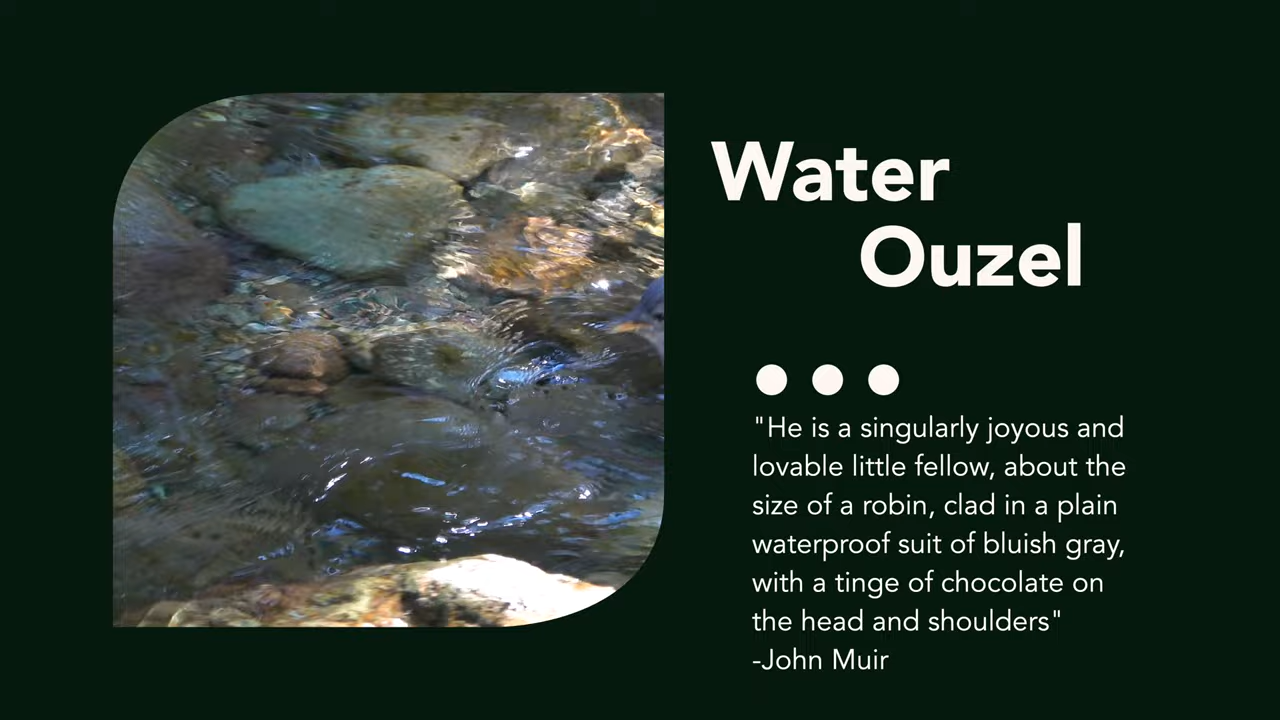 Water
Ouzel
"He is a singularly joyous and
lovable little fellow, about the
size of a robin, clad in a plain
waterproof suit of bluish gray,
with a tinge of chocolate on
the head and shoulders"
-John Muir